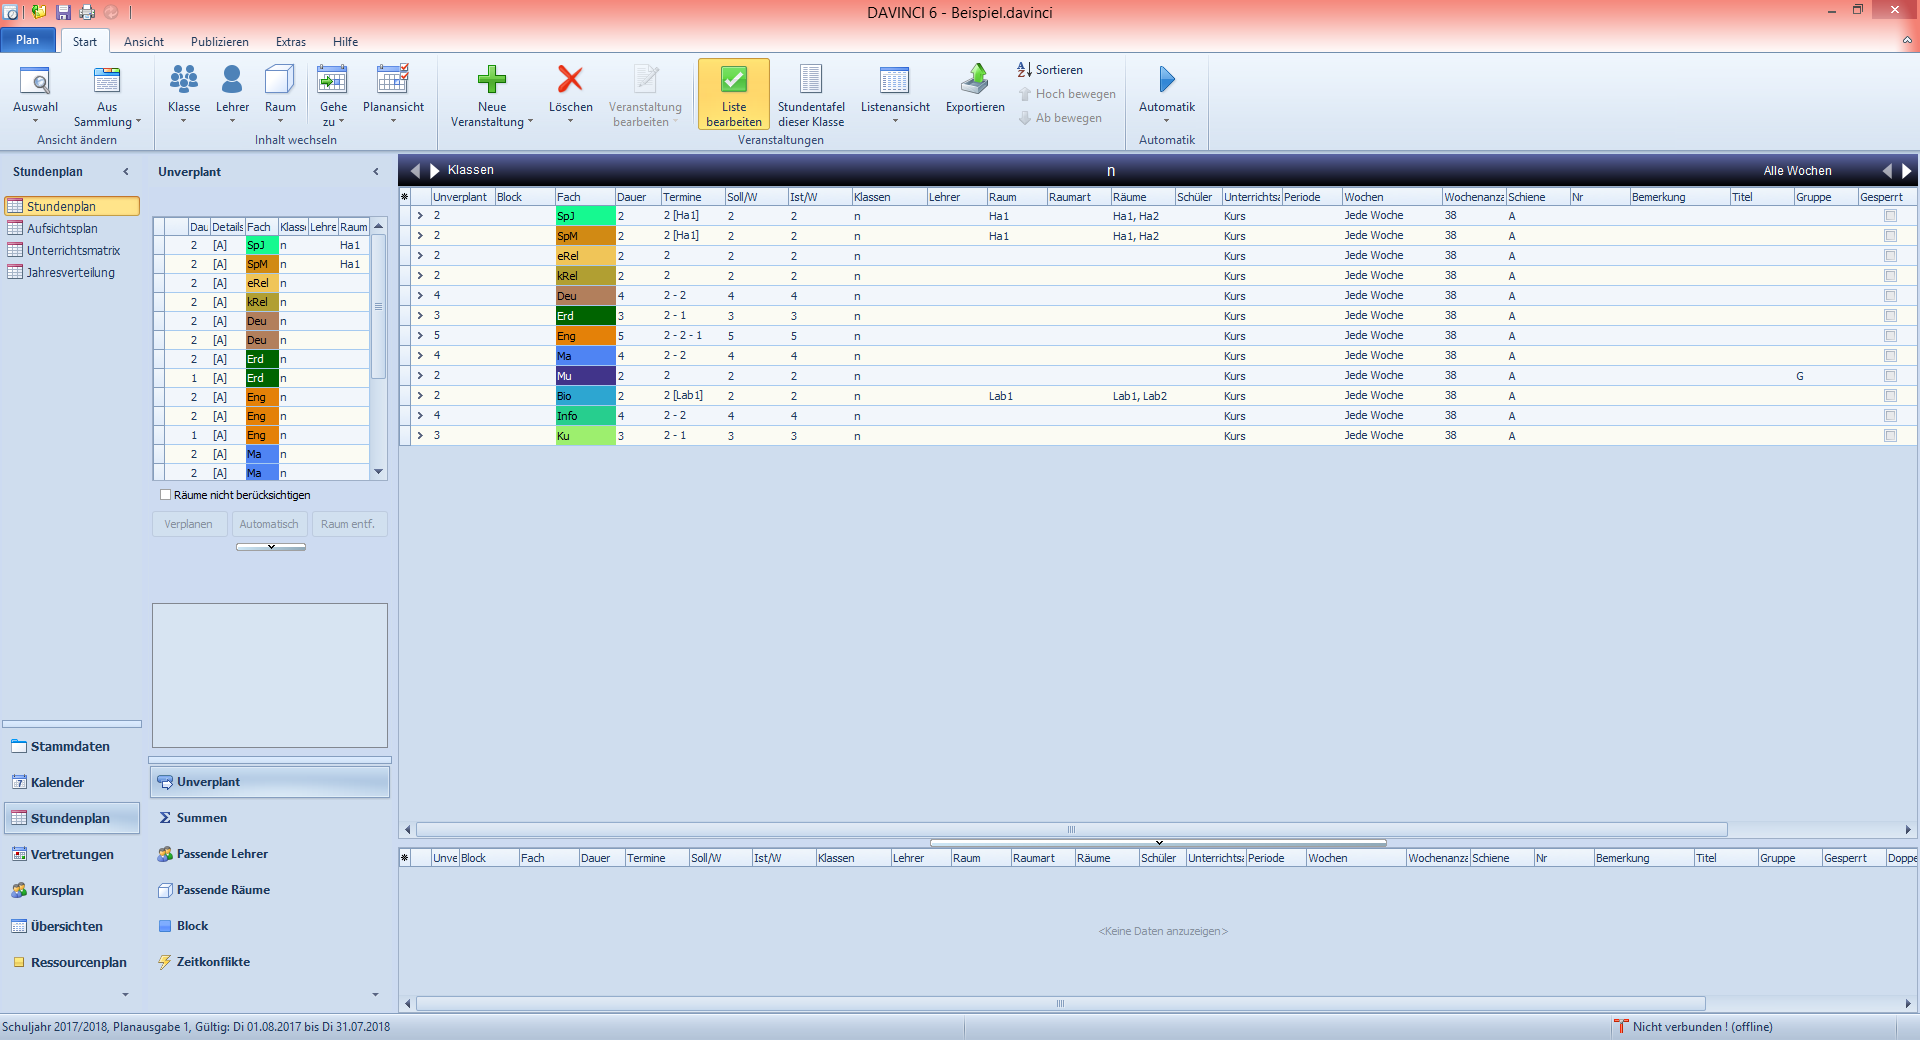 DAVINCI 6 - Beispiel.davinci
Plan Start Ansicht Publizieren Extras Hilfe
Auswahl
Aus Sammlung
Ansicht ändern
Klasse
Lehrer
Raum
Gehe zu
Planansicht
Inhalt wechseln
Neue Veranstaltung
Löschen
Veranstaltung bearbeiten
Liste bearbeiten
Stundentafel dieser Klasse
Listenansicht
Exportieren
Sortieren
Hoch bewegen
Ab bewegen
Veranstaltungen
Automatik
Automatik
Stundenplan
Stundenplan
Aufsichtsplan
Unterrichtsmatrix
Jahresverteilung
Stammdaten
Kalender
Stundenplan
Vertretungen
Kursplan
Übersichten
Ressourcenplan
Unverplant
Dau Details Fach Klasse Lehre Raum
2 [A] SpJ n Ha1
2 [A] SpM n Ha1
2 [A] eRel n
2 [A] kRel n
2 [A] Deu n
2 [A] Deu n
2 [A] Erd n
1 [A] Erd n
2 [A] Eng n
2 [A] Eng n
1 [A] Eng n
2 [A] Ma n
2 [A] Ma n
Räume nicht berücksichtigen
Verplanen Automatisch Raum entf.
Unverplant
Summen
Passende Lehrer
Passende Räume
Block
Zeitkonflikte
Klassen n Alle Wochen
Unverplant Block Fach Dauer Termine Soll/W Ist/W Klassen Lehrer Raum Raumart Räume Schüler Unterrichtsa Periode Wochen Wochenanza Schiene Nr Bemerkung Titel Gruppe Gesperrt
2 SpJ 2 2 [Ha1] 2 2 n Ha1 Ha1, Ha2 Kurs Jede Woche 38 A
2 SpM 2 2 [Ha1] 2 2 n Ha1 Ha1, Ha2 Kurs Jede Woche 38 A
2 eRel 2 2 2 2 n Kurs Jede Woche 38 A
2 kRel 2 2 2 2 n Kurs Jede Woche 38 A
4 Deu 4 2 - 2 4 4 n Kurs Jede Woche 38 A
3 Erd 3 2 - 1 3 3 n Kurs Jede Woche 38 A
5 Eng 5 2 - 2 - 1 5 5 n Kurs Jede Woche 38 A
4 Ma 4 2 - 2 4 4 n Kurs Jede Woche 38 A
2 Mu 2 2 2 2 n Kurs Jede Woche 38 A G
2 Bio 2 2 [Lab1] 2 2 n Lab1 Lab1, Lab2 Kurs Jede Woche 38 A
4 Info 4 2 - 2 4 4 n Kurs Jede Woche 38 A
3 Ku 3 2 - 1 3 3 n Kurs Jede Woche 38 A
Unve Block Fach Dauer Termine Soll/W Ist/W Klassen Lehrer Raum Raumart Räume Schüler Unterrichtsa Periode Wochen Wochenanza Schiene Nr Bemerkung Titel Gruppe Gesperrt Doppe
<Keine Daten anzuzeigen>
Schuljahr 2017/2018, Planausgabe 1, Gültig: Di 01.08.2017 bis Di 31.07.2018
Nicht verbunden ! (offline)